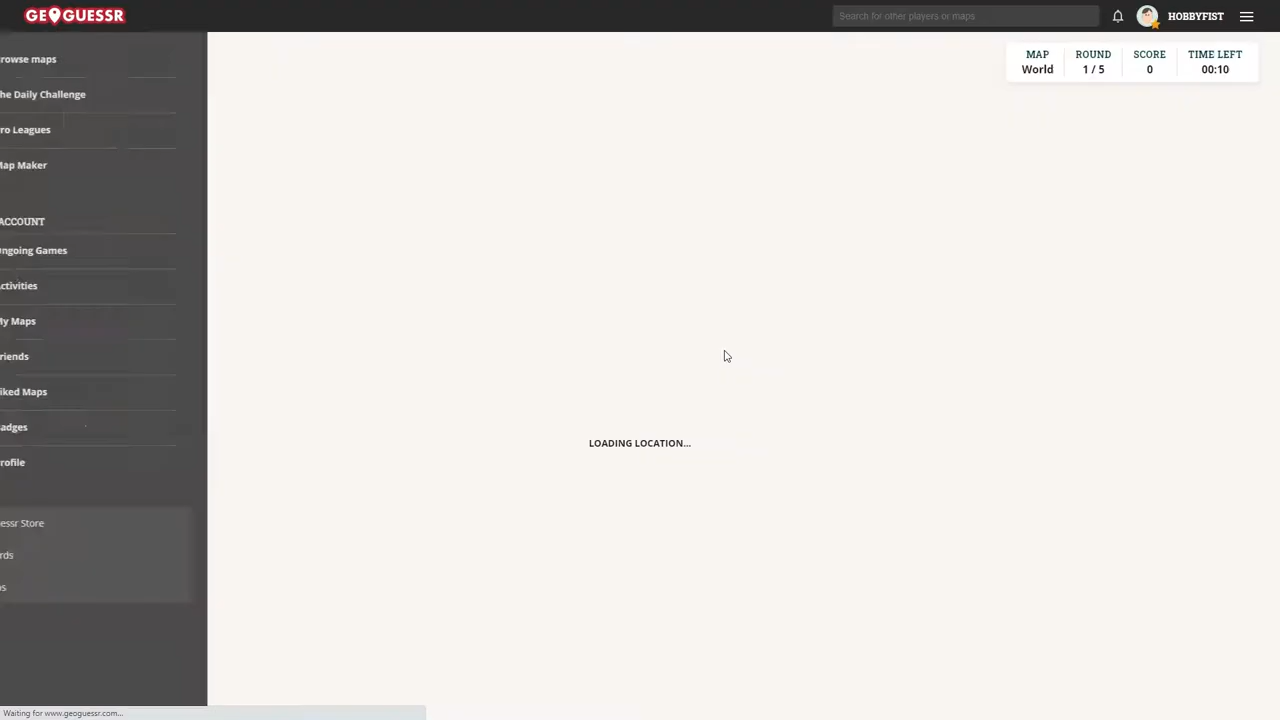 GEOGUESSR
Search for other players or maps
HOBBYFIST
MAP
World
ROUND
1 / 5
SCORE
0
TIME LEFT
00:10
rowse maps
he Daily Challenge
ro Leagues
Map Maker
ACCOUNT
ngoing Games
ctivities
My Maps
riends
iked Maps
adges
rofile
essr Store
rds
ps
LOADING LOCATION...
Waiting for www.geoguessr.com...